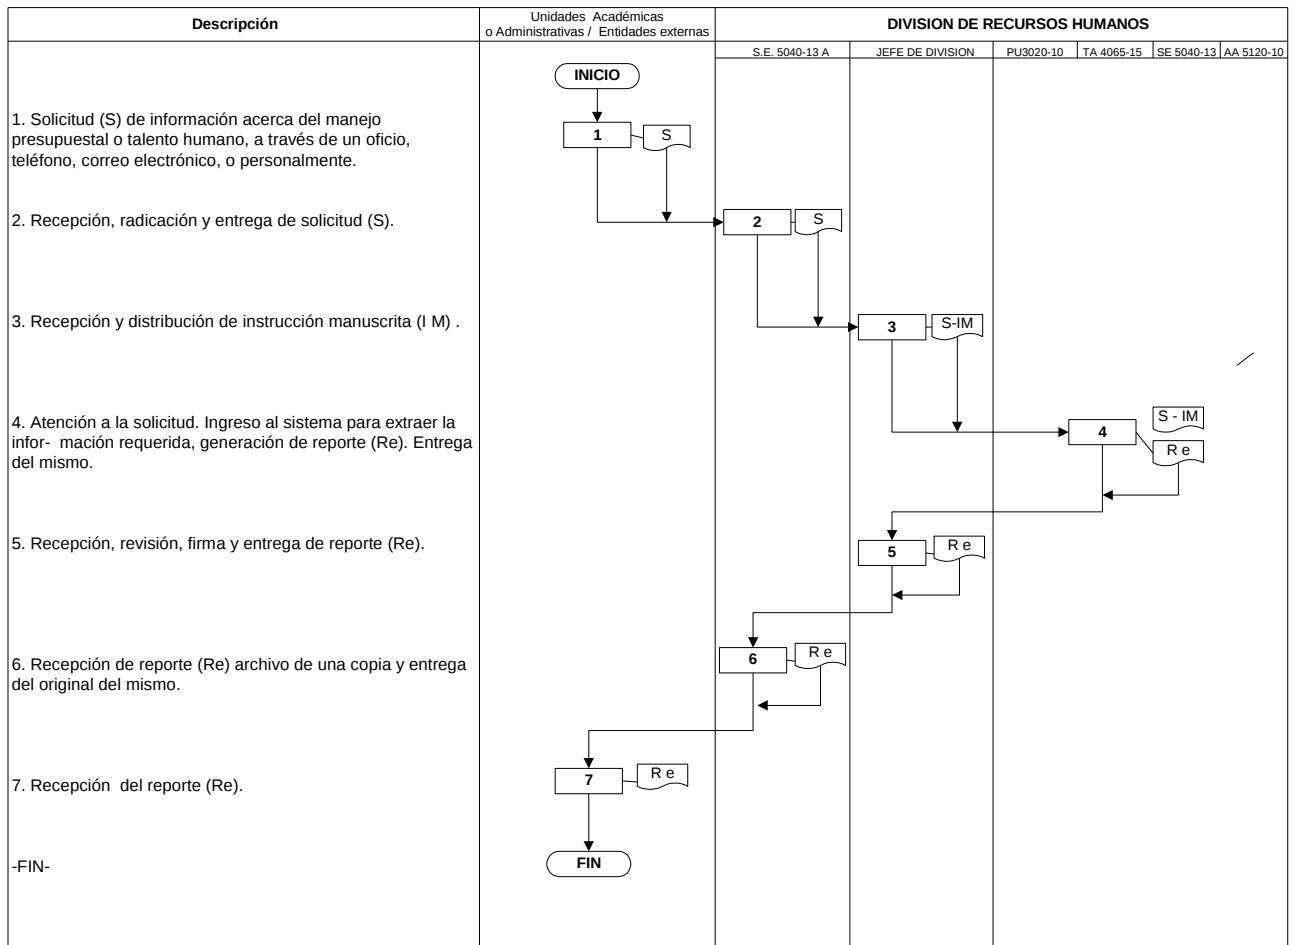 Descripción
Unidades Académicas
o Administrativas / Entidades externas
DIVISION DE RECURSOS HUMANOS
S.E. 5040-13 A
JEFE DE DIVISION
PU3020-10
TA 4065-15
SE 5040-13
AA 5120-10
INICIO
1. Solicitud (S) de información acerca del manejo
presupuestal o talento humano, a través de un oficio,
teléfono, correo electrónico, o personalmente.
1
S
2. Recepción, radicación y entrega de solicitud (S).
2
S
3. Recepción y distribución de instrucción manuscrita (I M) .
3
S-IM
4. Atención a la solicitud. Ingreso al sistema para extraer la
infor- mación requerida, generación de reporte (Re). Entrega
del mismo.
4
S - IM
R e
5. Recepción, revisión, firma y entrega de reporte (Re).
5
R e
6. Recepción de reporte (Re) archivo de una copia y entrega
del original del mismo.
6
R e
7. Recepción del reporte (Re).
7
R e
-FIN-
FIN